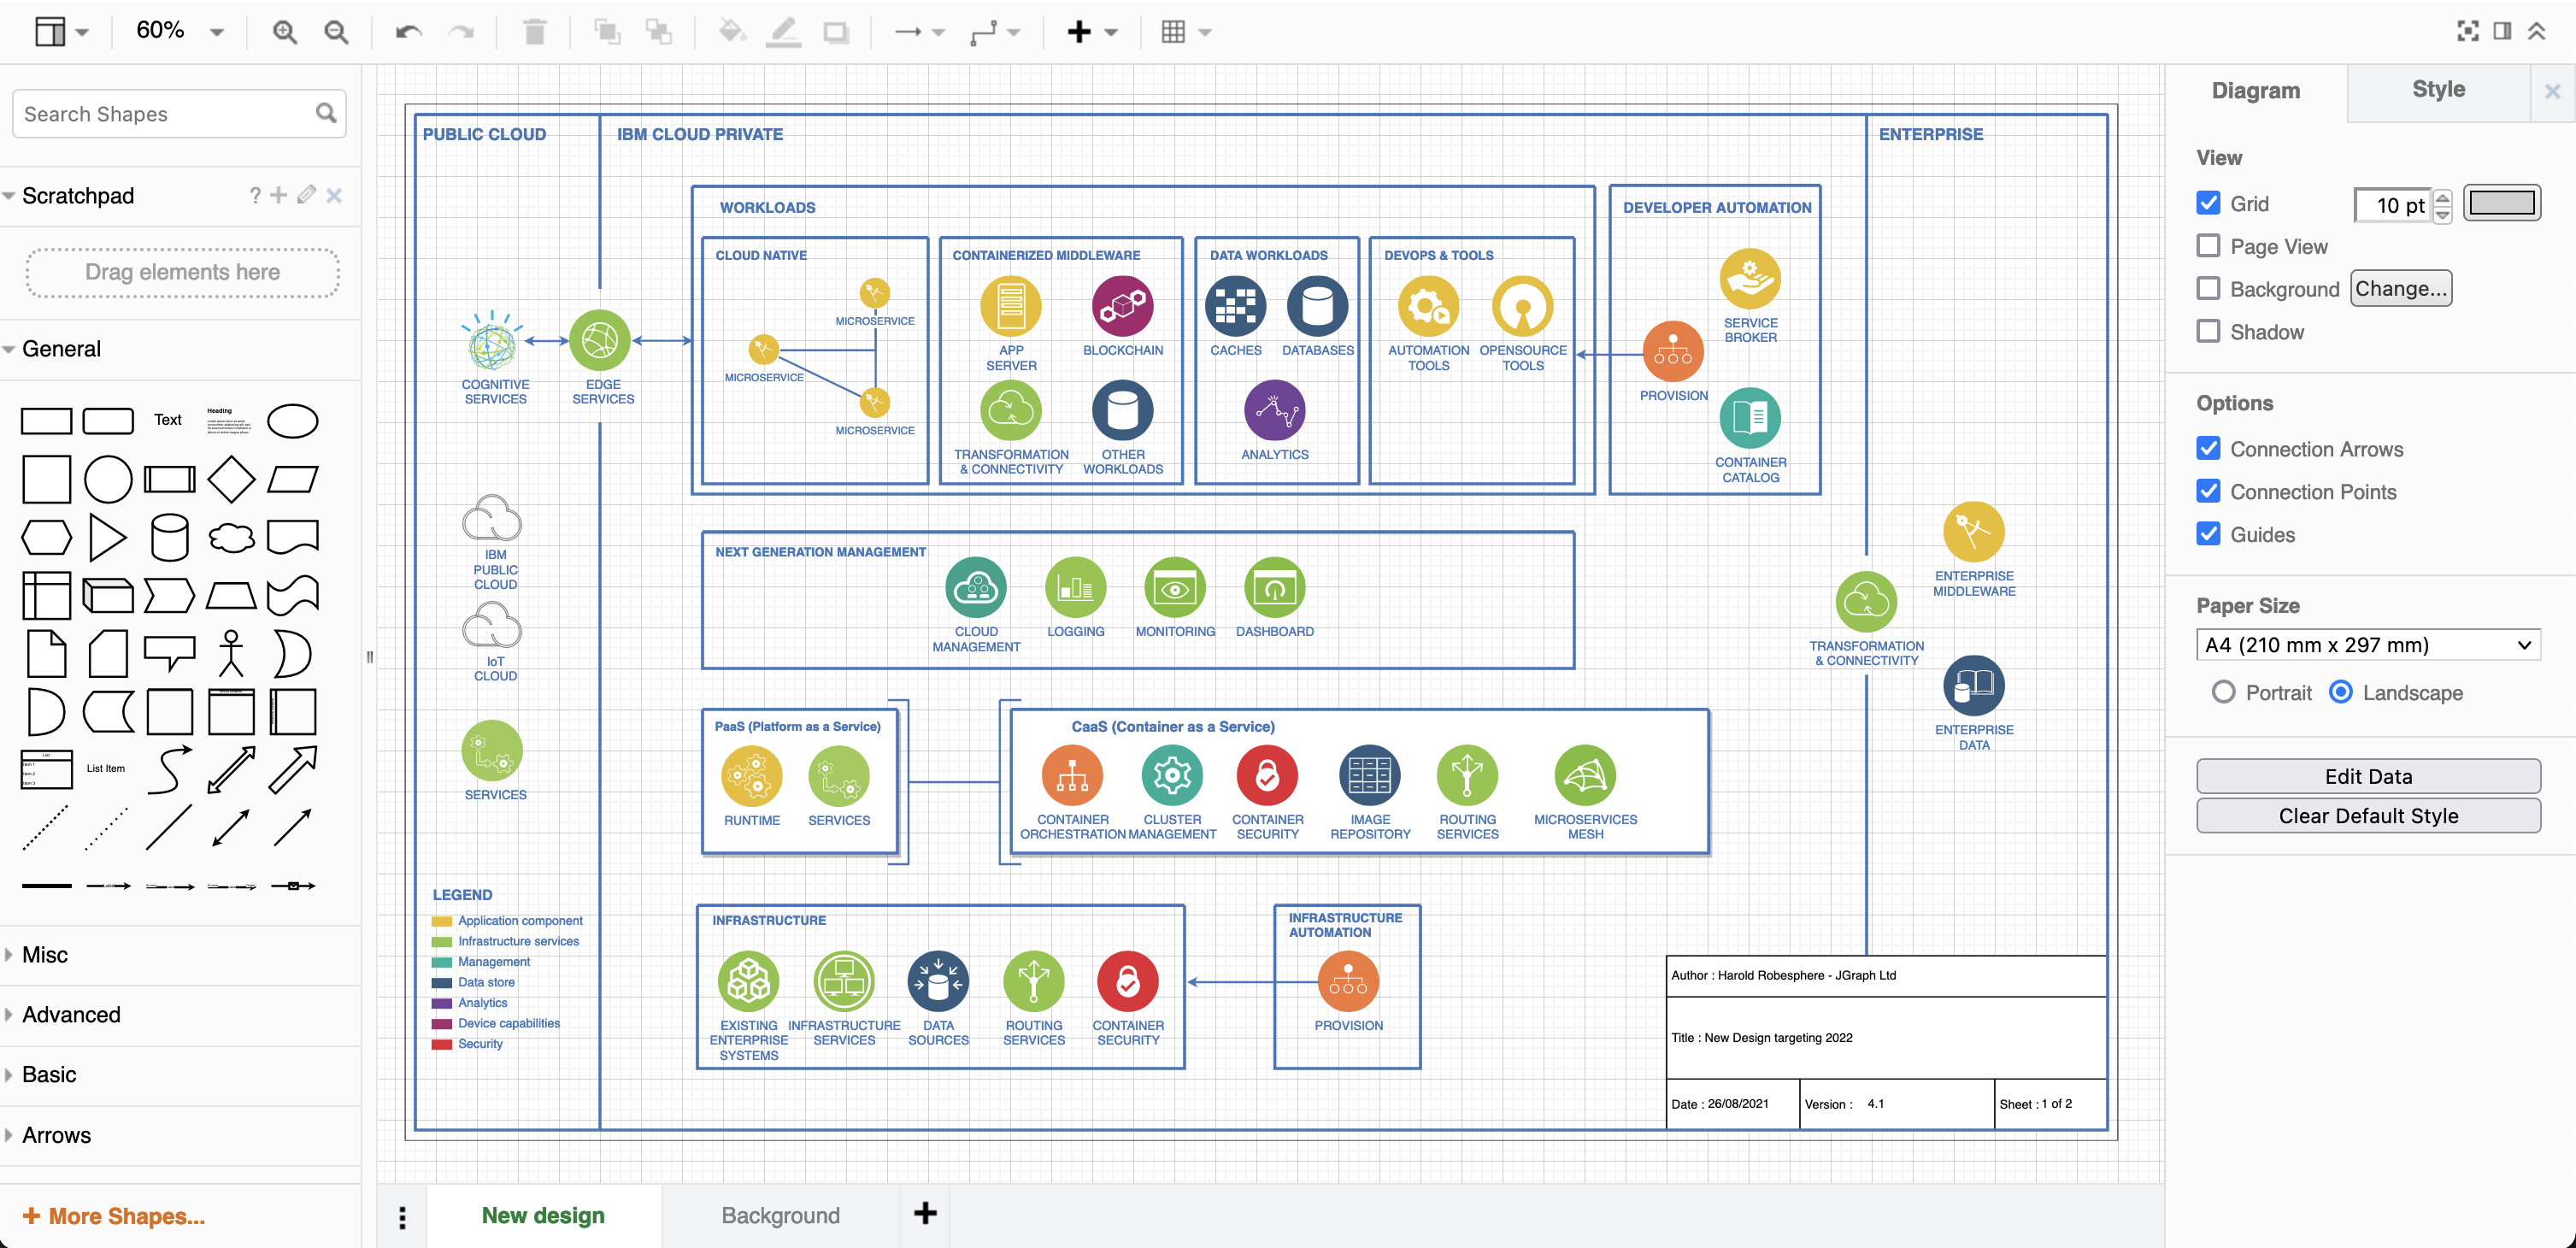 60%
Search Shapes
Scratchpad
?
Drag elements here
General
Text
Heading
List
Item 1
Item 2
Item 3
List Item
Misc
Advanced
Basic
Arrows
+ More Shapes...
PUBLIC CLOUD
IBM CLOUD PRIVATE
ENTERPRISE
WORKLOADS
DEVELOPER AUTOMATION
CLOUD NATIVE
MICROSERVICE
MICROSERVICE
MICROSERVICE
CONTAINERIZED MIDDLEWARE
APP
SERVER
BLOCKCHAIN
TRANSFORMATION
& CONNECTIVITY
OTHER
WORKLOADS
DATA WORKLOADS
CACHES
DATABASES
ANALYTICS
DEVOPS & TOOLS
AUTOMATION
TOOLS
OPENSOURCE
TOOLS
SERVICE
BROKER
PROVISION
CONTAINER
CATALOG
COGNITIVE
SERVICES
EDGE
SERVICES
IBM
PUBLIC
CLOUD
IoT
CLOUD
SERVICES
NEXT GENERATION MANAGEMENT
CLOUD
MANAGEMENT
LOGGING
MONITORING
DASHBOARD
ENTERPRISE
MIDDLEWARE
TRANSFORMATION
& CONNECTIVITY
ENTERPRISE
DATA
PaaS (Platform as a Service)
RUNTIME
SERVICES
CaaS (Container as a Service)
CONTAINER
ORCHESTRATION
CLUSTER
MANAGEMENT
CONTAINER
SECURITY
IMAGE
REPOSITORY
ROUTING
SERVICES
MICROSERVICES
MESH
LEGEND
Application component
Infrastructure services
Management
Data store
Analytics
Device capabilities
Security
INFRASTRUCTURE
EXISTING
ENTERPRISE
SYSTEMS
INFRASTRUCTURE
SERVICES
DATA
SOURCES
ROUTING
SERVICES
CONTAINER
SECURITY
INFRASTRUCTURE
AUTOMATION
PROVISION
Author : Harold Robesphere - JGraph Ltd
Title : New Design targeting 2022
Date : 26/08/2021
Version : 4.1
Sheet : 1 of 2
New design
Background
Diagram
Style
View
Grid
10 pt
Page View
Background
Change...
Shadow
Options
Connection Arrows
Connection Points
Guides
Paper Size
A4 (210 mm x 297 mm)
Portrait
Landscape
Edit Data
Clear Default Style